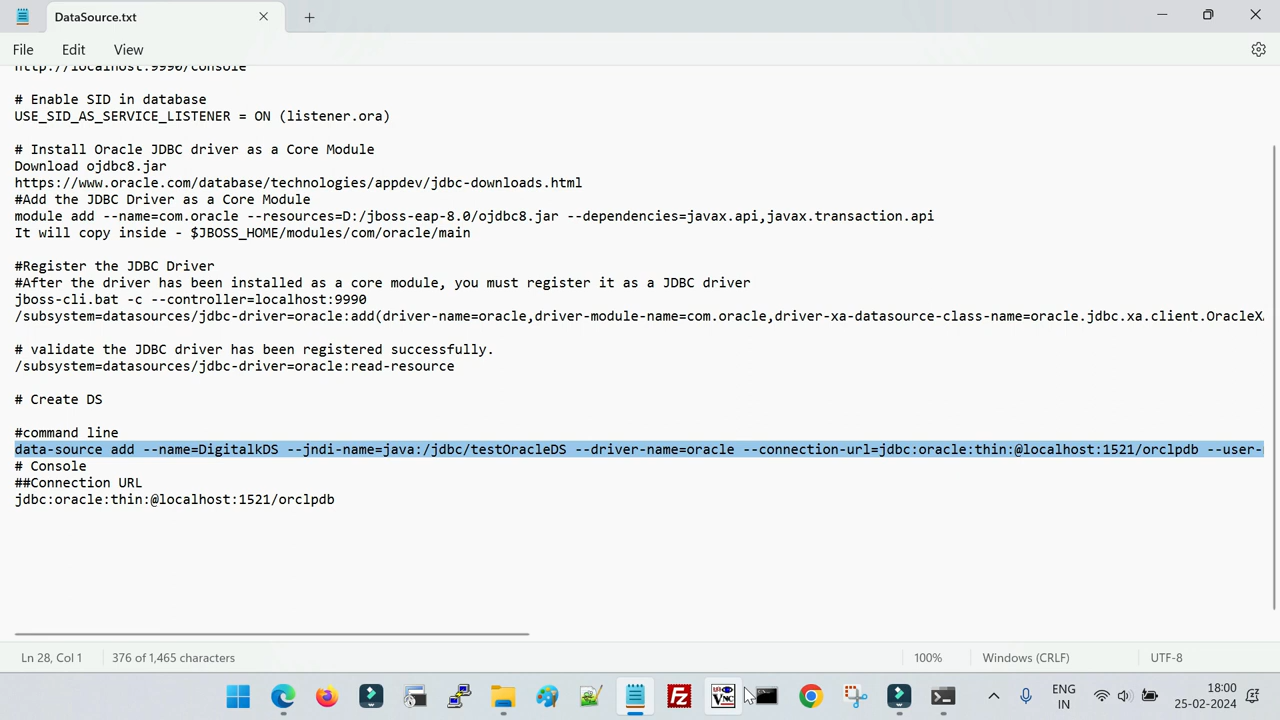 DataSource.txt
File
Edit
View
http://localhost:9990/console
# Enable SID in database
USE_SID_AS_SERVICE_LISTENER = ON (listener.ora)
# Install Oracle JDBC driver as a Core Module
Download ojdbc8.jar
https://www.oracle.com/database/technologies/appdev/jdbc-downloads.html
#Add the JDBC Driver as a Core Module
module add --name=com.oracle --resources=D:/jboss-eap-8.0/ojdbc8.jar --dependencies=javax.api,javax.transaction.api
It will copy inside - $JBOSS_HOME/modules/com/oracle/main
#Register the JDBC Driver
#After the driver has been installed as a core module, you must register it as a JDBC driver
jboss-cli.bat -c --controller=localhost:9990
/subsystem=datasources/jdbc-driver=oracle:add(driver-name=oracle,driver-module-name=com.oracle,driver-xa-datasource-class-name=oracle.jdbc.xa.client.OracleXA
# validate the JDBC driver has been registered successfully.
/subsystem=datasources/jdbc-driver=oracle:read-resource
# Create DS
#command line
data-source add --name=DigitalkDS --jndi-name=java:/jdbc/testOracleDS --driver-name=oracle --connection-url=jdbc:oracle:thin:@localhost:1521/orclpdb --user-
# Console
##Connection URL
jdbc:oracle:thin:@localhost:1521/orclpdb
Ln 28, Col 1
376 of 1,465 characters
100%
Windows (CRLF)
UTF-8
ENG
IN
18:00
25-02-2024